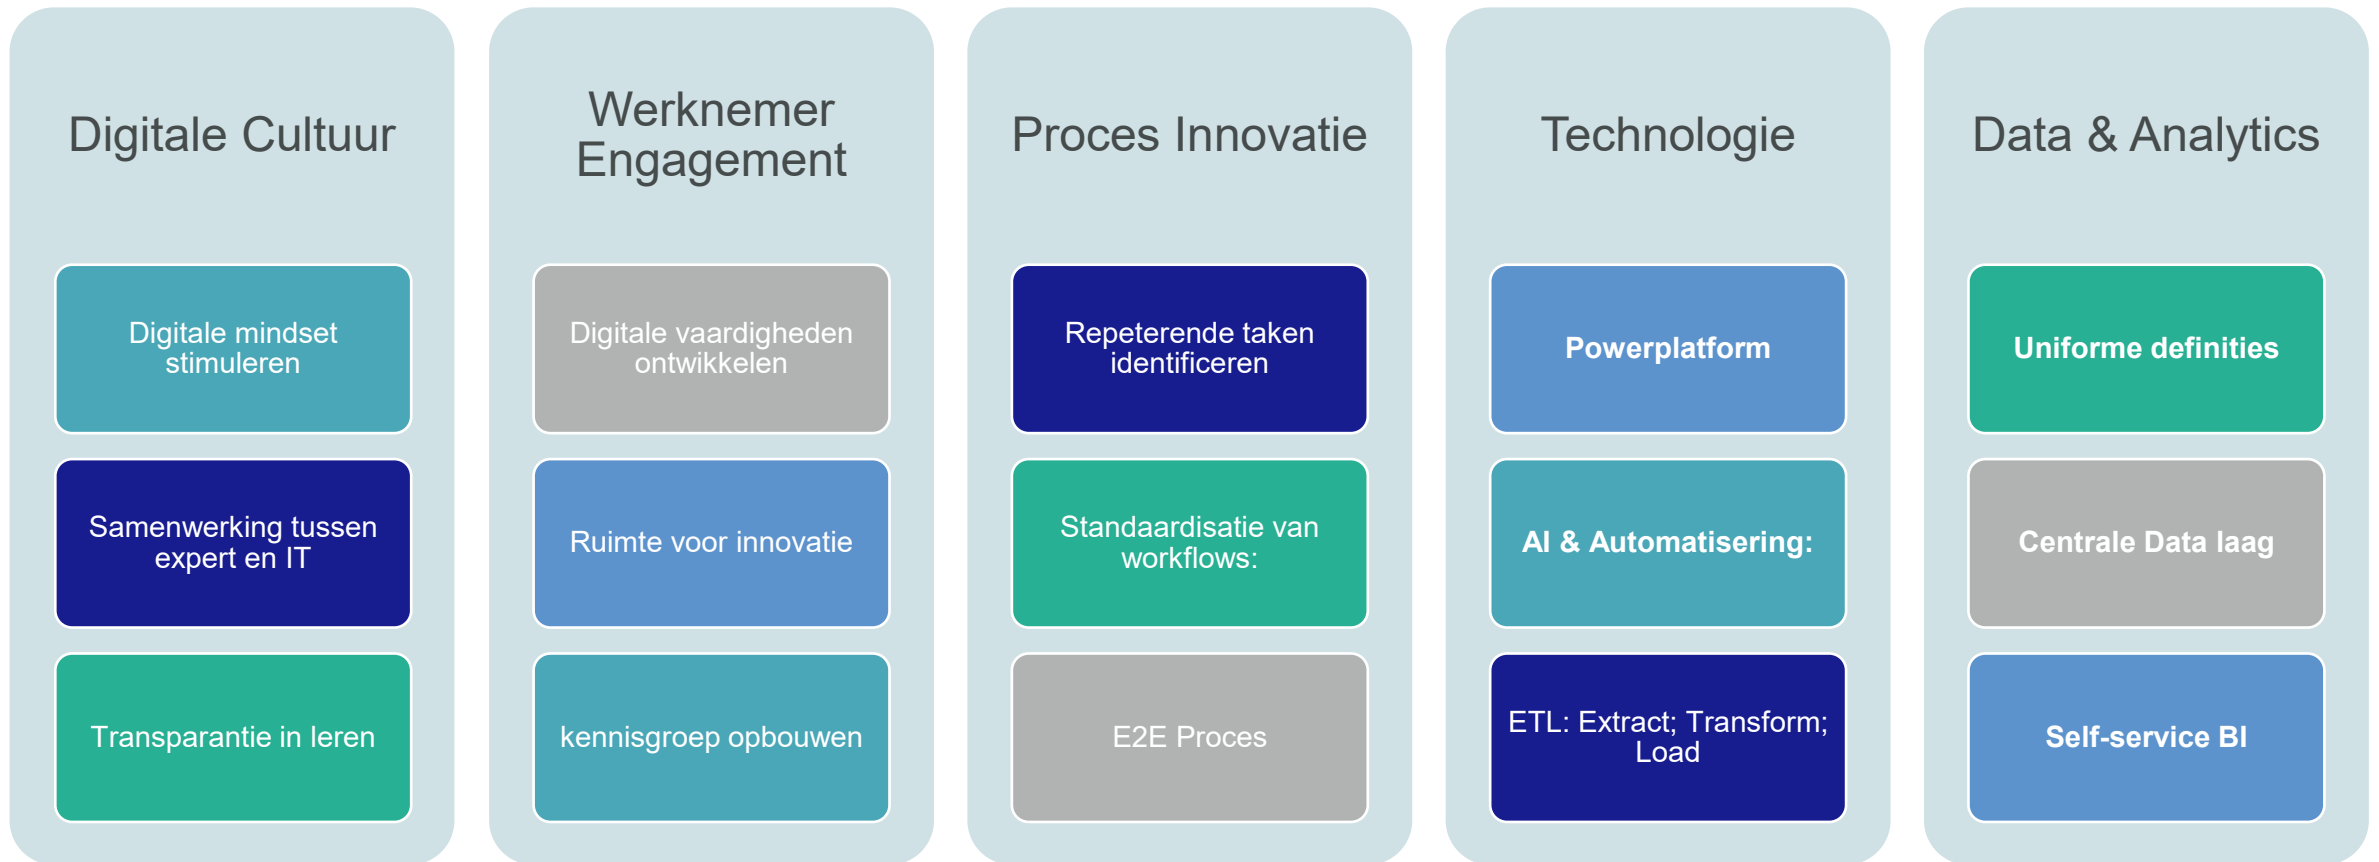 Digitale Cultuur
Digitale mindset
stimuleren
Samenwerking tussen
expert en IT
Transparantie in leren
Werknemer
Engagement
Digitale vaardigheden
ontwikkelen
Ruimte voor innovatie
kennisgroep opbouwen
Proces Innovatie
Repeterende taken
identificeren
Standaardisatie van
workflows:
E2E Proces
Technologie
Powerplatform
AI & Automatisering:
ETL: Extract; Transform;
Load
Data & Analytics
Uniforme definities
Centrale Data laag
Self-service BI